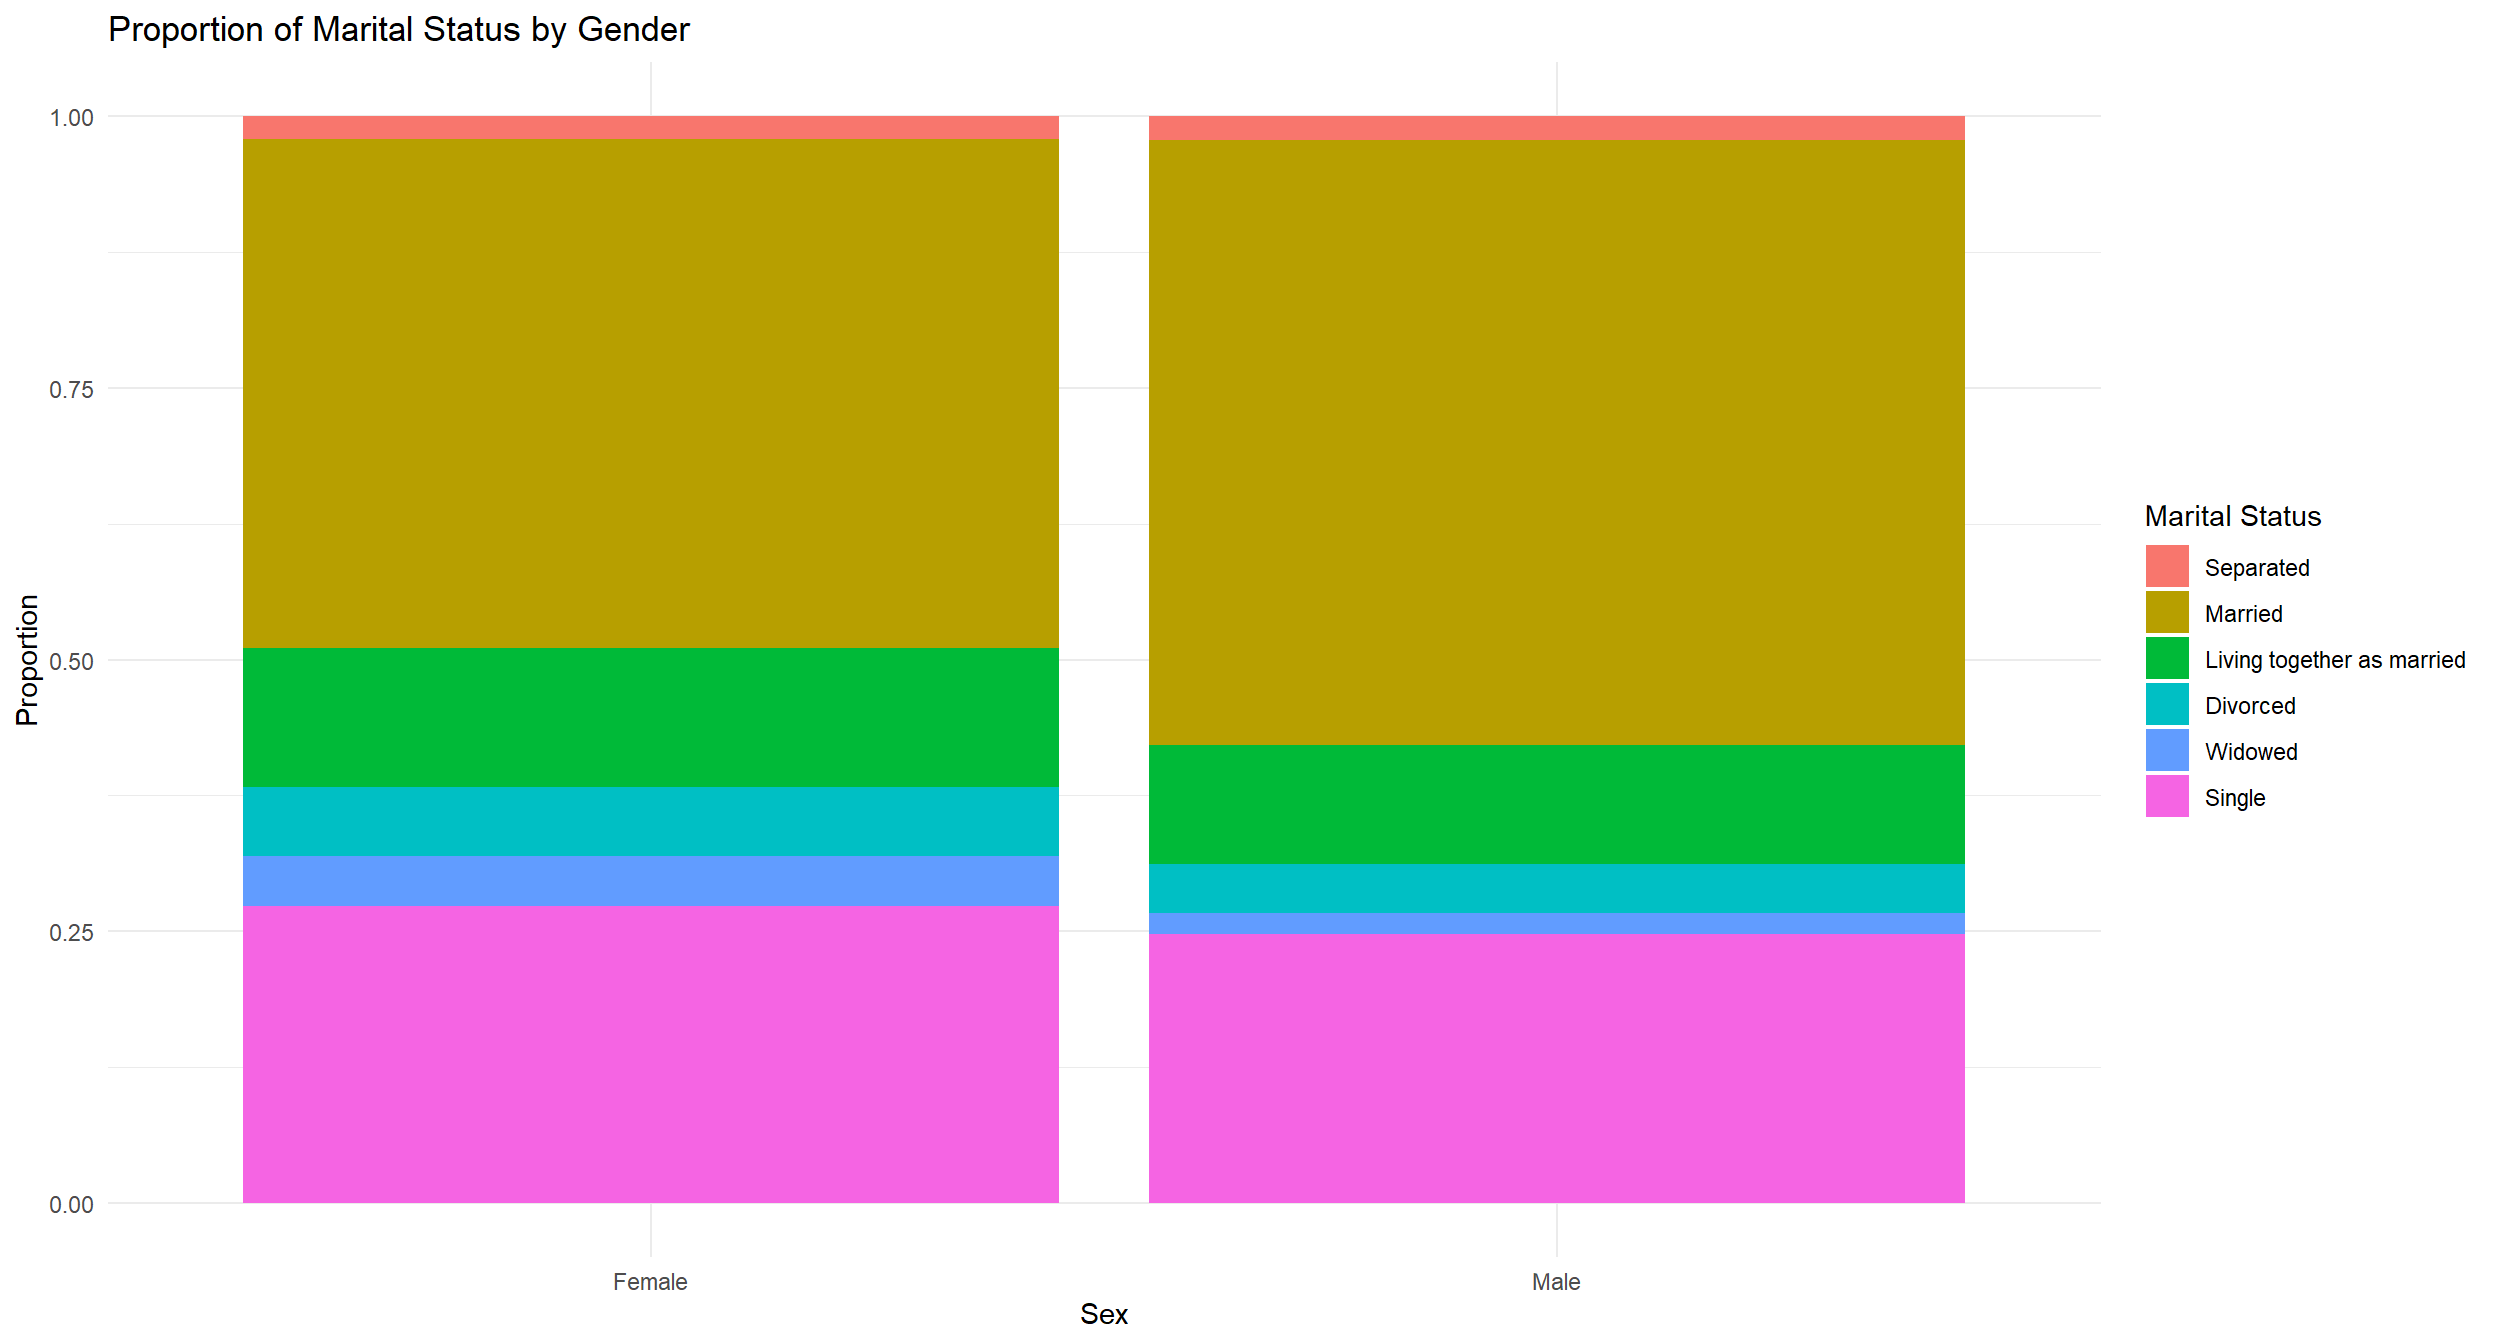 Proportion of Marital Status by Gender
1.00
0.75
0.50
0.25
0.00
Proportion
Female
Male
Sex
Marital Status
Separated
Married
Living together as married
Divorced
Widowed
Single